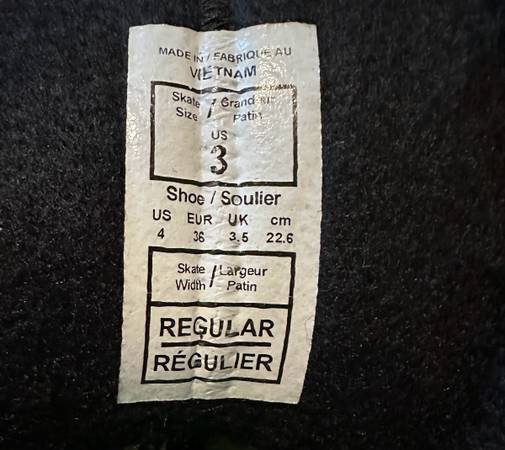 MADE IN / FABRIQUÉ AU
VIETNAM
Skate / Grandeur
Size / Patin
US
3
Shoe / Soulier
US EUR UK cm
4 36 3.5 22.6
Skate / Largeur
Width / Patin
REGULAR
RÉGULIER